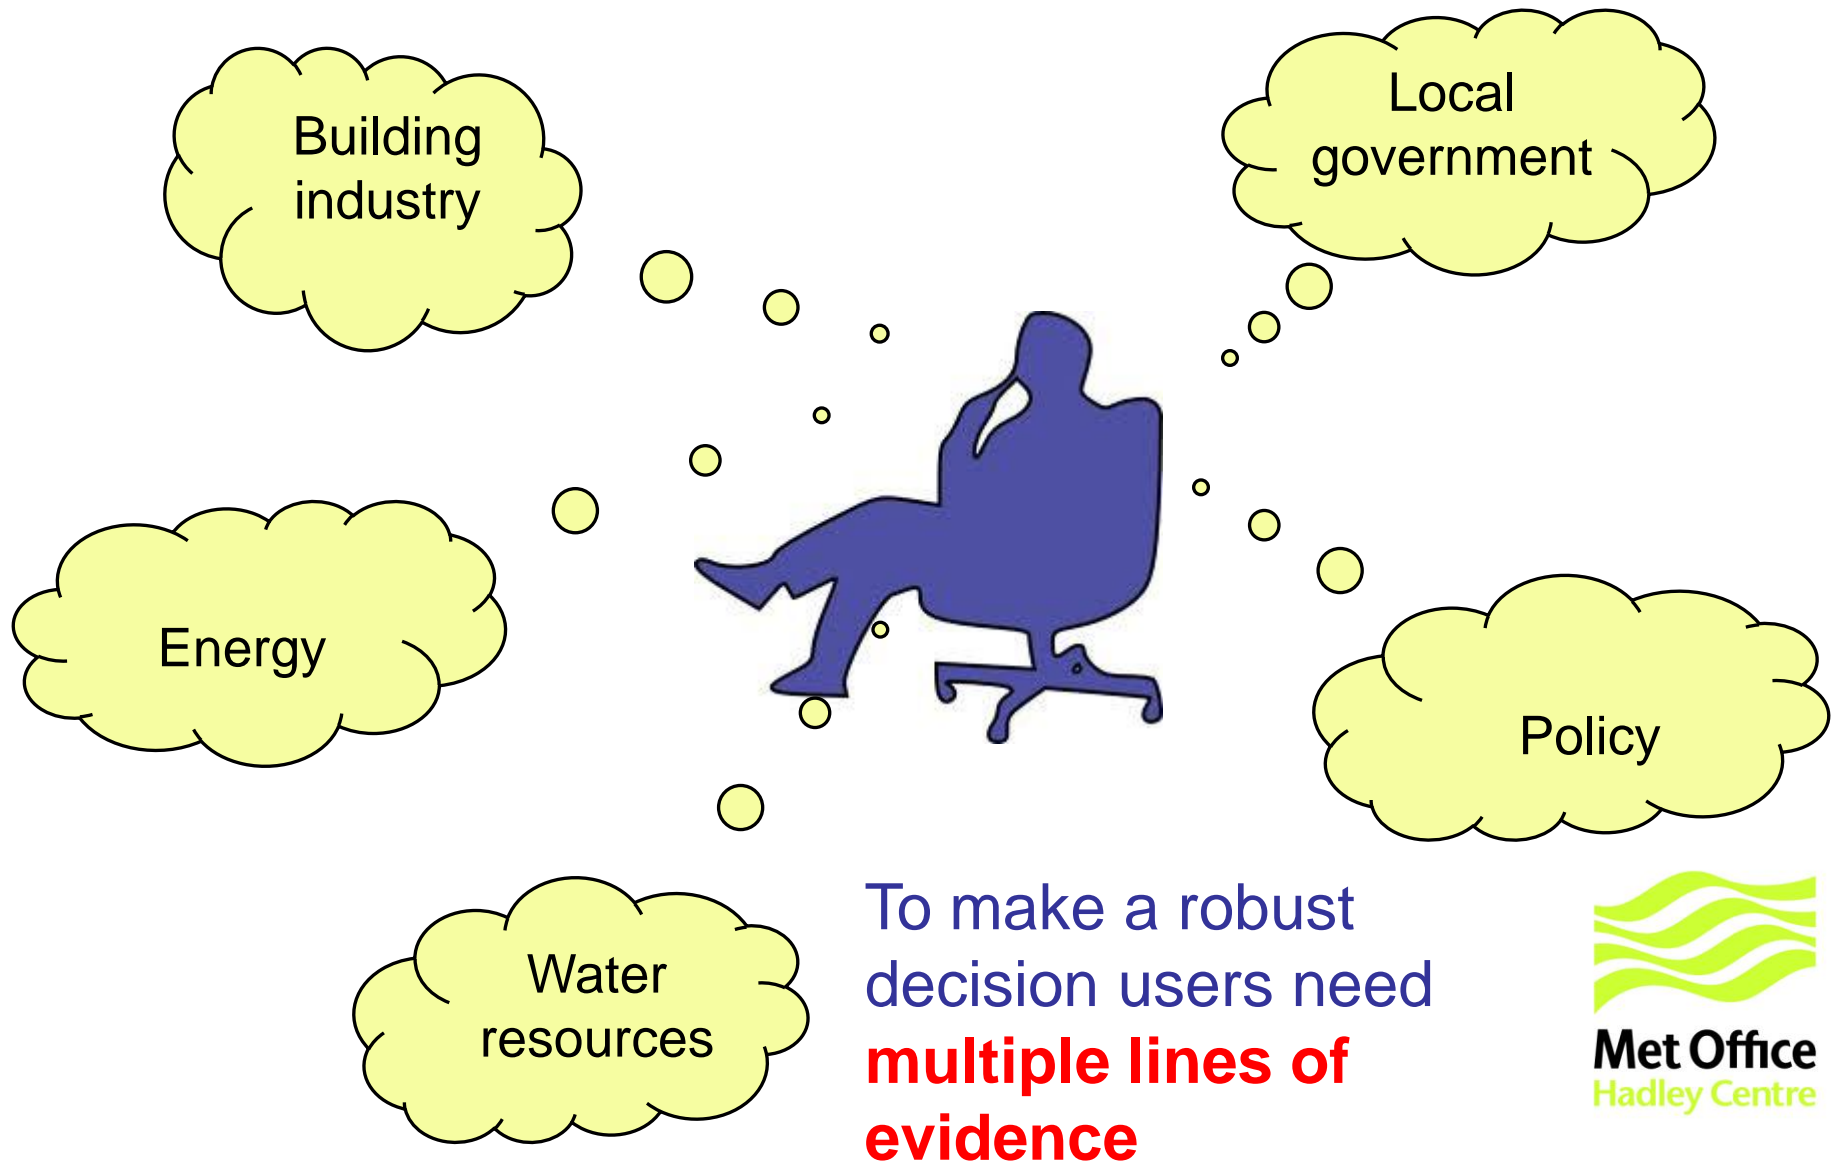 Building
industry
Local
government
Energy
Policy
Water
resources
To make a robust
decision users need
multiple lines of
evidence
Met Office
Hadley Centre